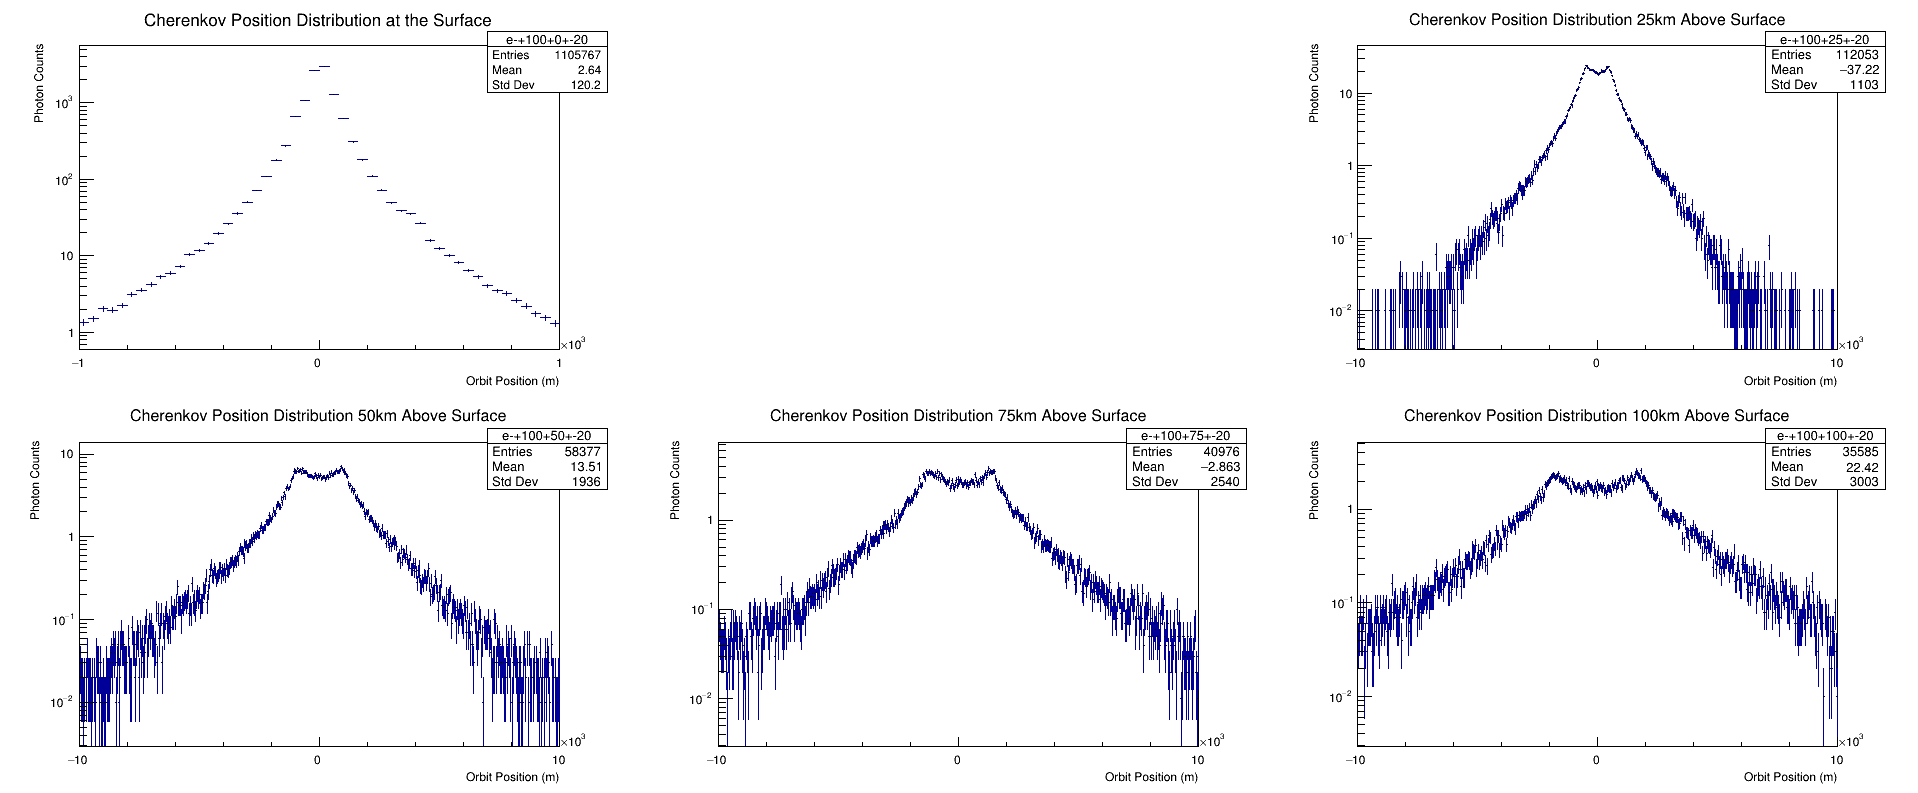 Cherenkov Position Distribution at the Surface
e-+100+0+-20
Entries 1105767
Mean 2.64
Std Dev 120.2
Photon Counts
10³
10²
10
1
−1 0 1
×10³
Orbit Position (m)
Cherenkov Position Distribution 25km Above Surface
e-+100+25+-20
Entries 112053
Mean −37.22
Std Dev 1103
Photon Counts
10
1
10⁻¹
10⁻²
−10 0 10
×10³
Orbit Position (m)
Cherenkov Position Distribution 50km Above Surface
e-+100+50+-20
Entries 58377
Mean 13.51
Std Dev 1936
Photon Counts
10
1
10⁻¹
10⁻²
−10 0 10
×10³
Orbit Position (m)
Cherenkov Position Distribution 75km Above Surface
e-+100+75+-20
Entries 40976
Mean −2.863
Std Dev 2540
Photon Counts
1
10⁻¹
10⁻²
−10 0 10
×10³
Orbit Position (m)
Cherenkov Position Distribution 100km Above Surface
e-+100+100+-20
Entries 35585
Mean 22.42
Std Dev 3003
Photon Counts
1
10⁻¹
10⁻²
−10 0 10
×10³
Orbit Position (m)